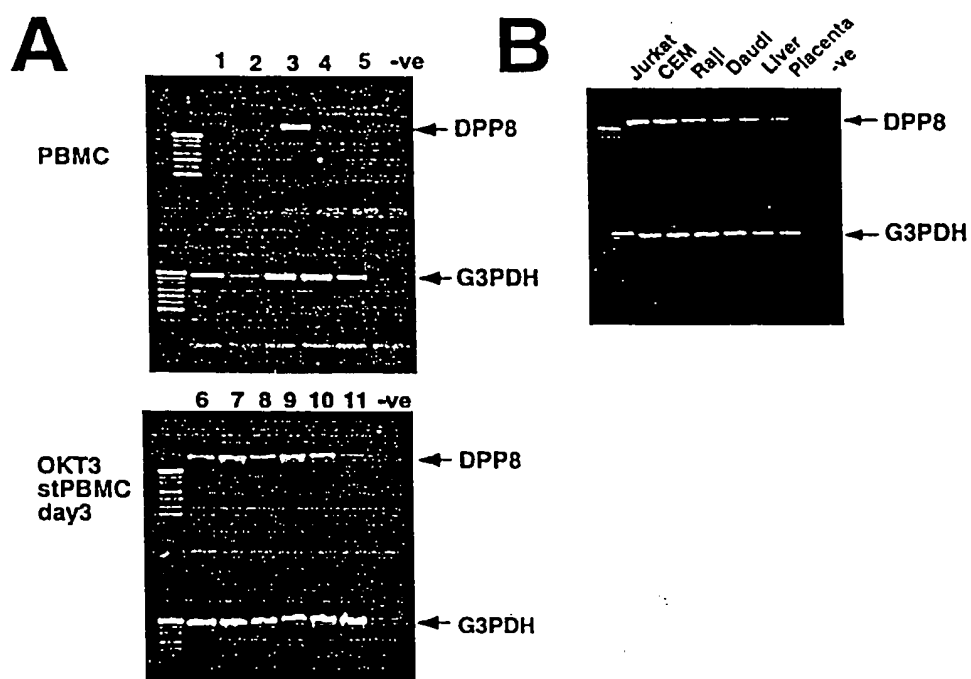 A
1 2 3 4 5 -ve
DPP8
PBMC
G3PDH
6 7 8 9 10 11 -ve
DPP8
OKT3
stPBMC
day3
G3PDH
B
Jurkat CEM Raji Daudi Liver Placenta -ve
DPP8
G3PDH